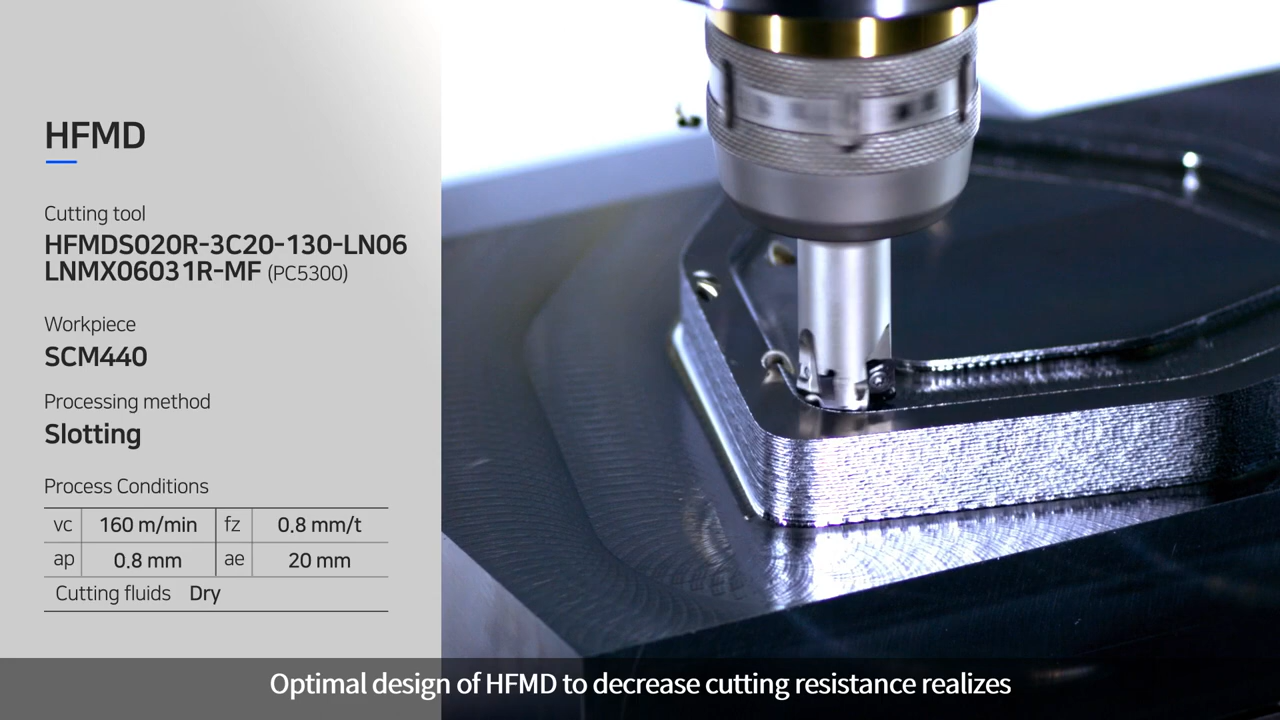 HFMD
Cutting tool
HFMDS020R-3C20-130-LN06
LNMX06031R-MF (PC5300)
Workpiece
SCM440
Processing method
Slotting
Process Conditions
vc 160 m/min fz 0.8 mm/t
ap 0.8 mm ae 20 mm
Cutting fluids Dry
Optimal design of HFMD to decrease cutting resistance realizes